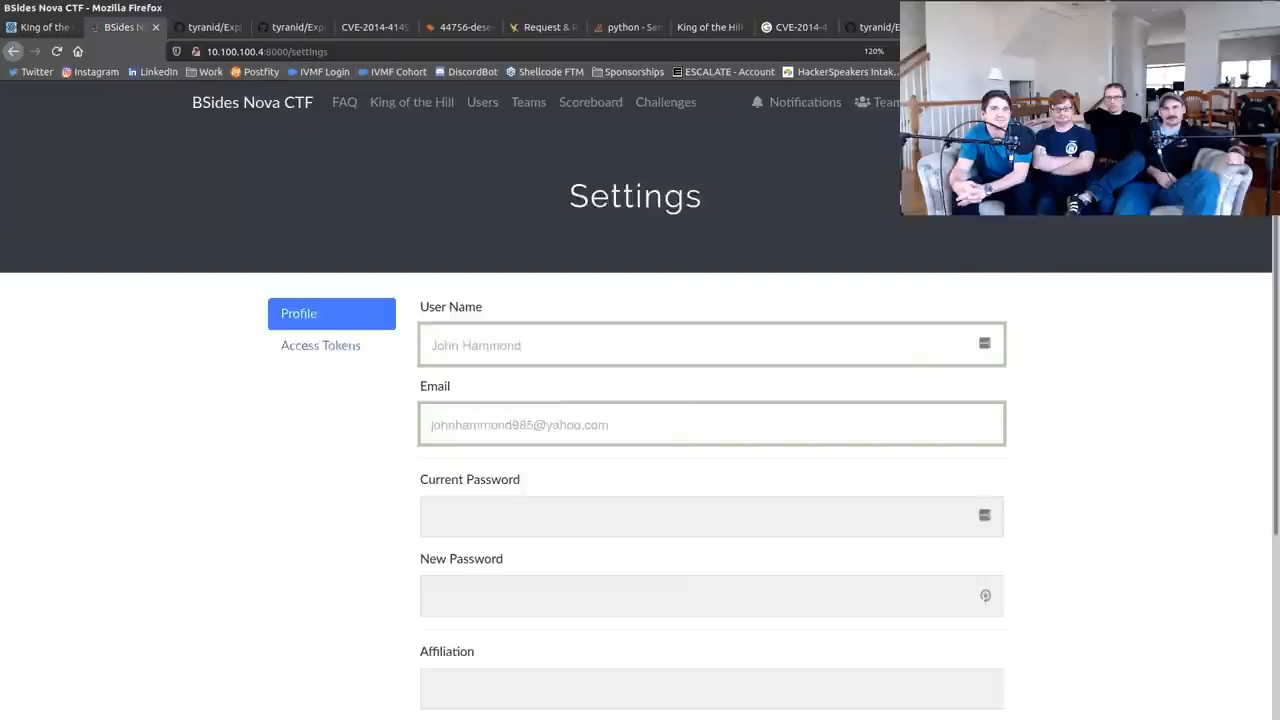 BSides Nova CTF - Mozilla Firefox
King of the
BSides N
tyranid/Exp
tyranid/Expl
CVE-2014-4149
44756-dese
Request & R
python - Ser
King of the Hi
CVE-2014-4
tyranid/E
10.100.100.4:8000/settings
120%
Twitter
Instagram
LinkedIn
Work
Postfity
IVMF Login
IVMF Cohort
DiscordBot
Shellcode FTM
Sponsorships
ESCALATE - Account
HackerSpeakers Intak...
BSides Nova CTF
FAQ
King of the Hill
Users
Teams
Scoreboard
Challenges
Notifications
Team
Settings
Profile
Access Tokens
User Name
John Hammond
Email
johnhammond985@yahoo.com
Current Password
New Password
Affiliation